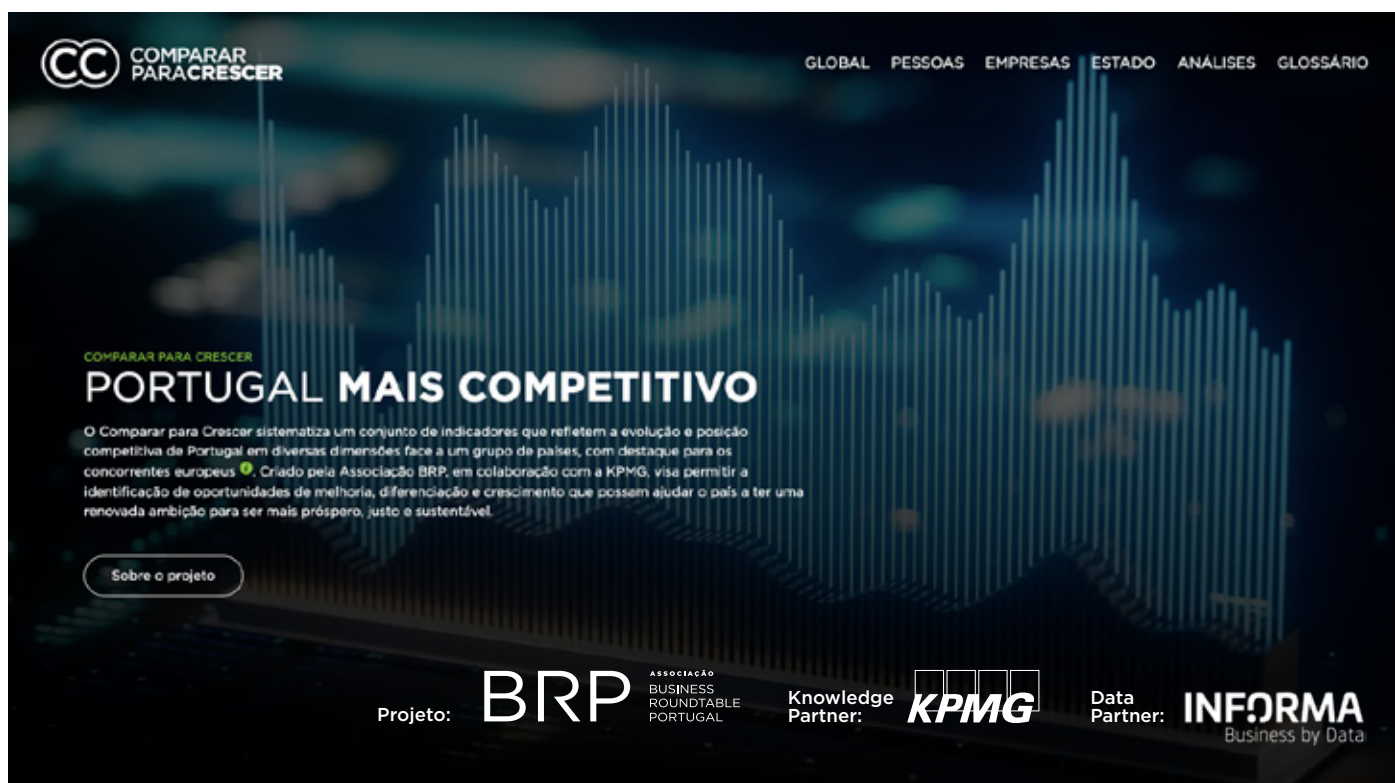 COMPARAR
PARACRESCER
GLOBAL PESSOAS EMPRESAS ESTADO ANÁLISES GLOSSÁRIO
COMPARAR PARA CRESCER
PORTUGAL MAIS COMPETITIVO
O Comparar para Crescer sistematiza um conjunto de indicadores que refletem a evolução e posição
competitiva de Portugal em diversas dimensões face a um grupo de países, com destaque para os
concorrentes europeus i. Criado pela Associação BRP, em colaboração com a KPMG, visa permitir a
identificação de oportunidades de melhoria, diferenciação e crescimento que possam ajudar o país a ter uma
renovada ambição para ser mais próspero, justo e sustentável.
Sobre o projeto
Projeto:
BRP
ASSOCIAÇÃO
BUSINESS
ROUNDTABLE
PORTUGAL
Knowledge
Partner:
KPMG
Data
Partner:
INFORMA
Business by Data